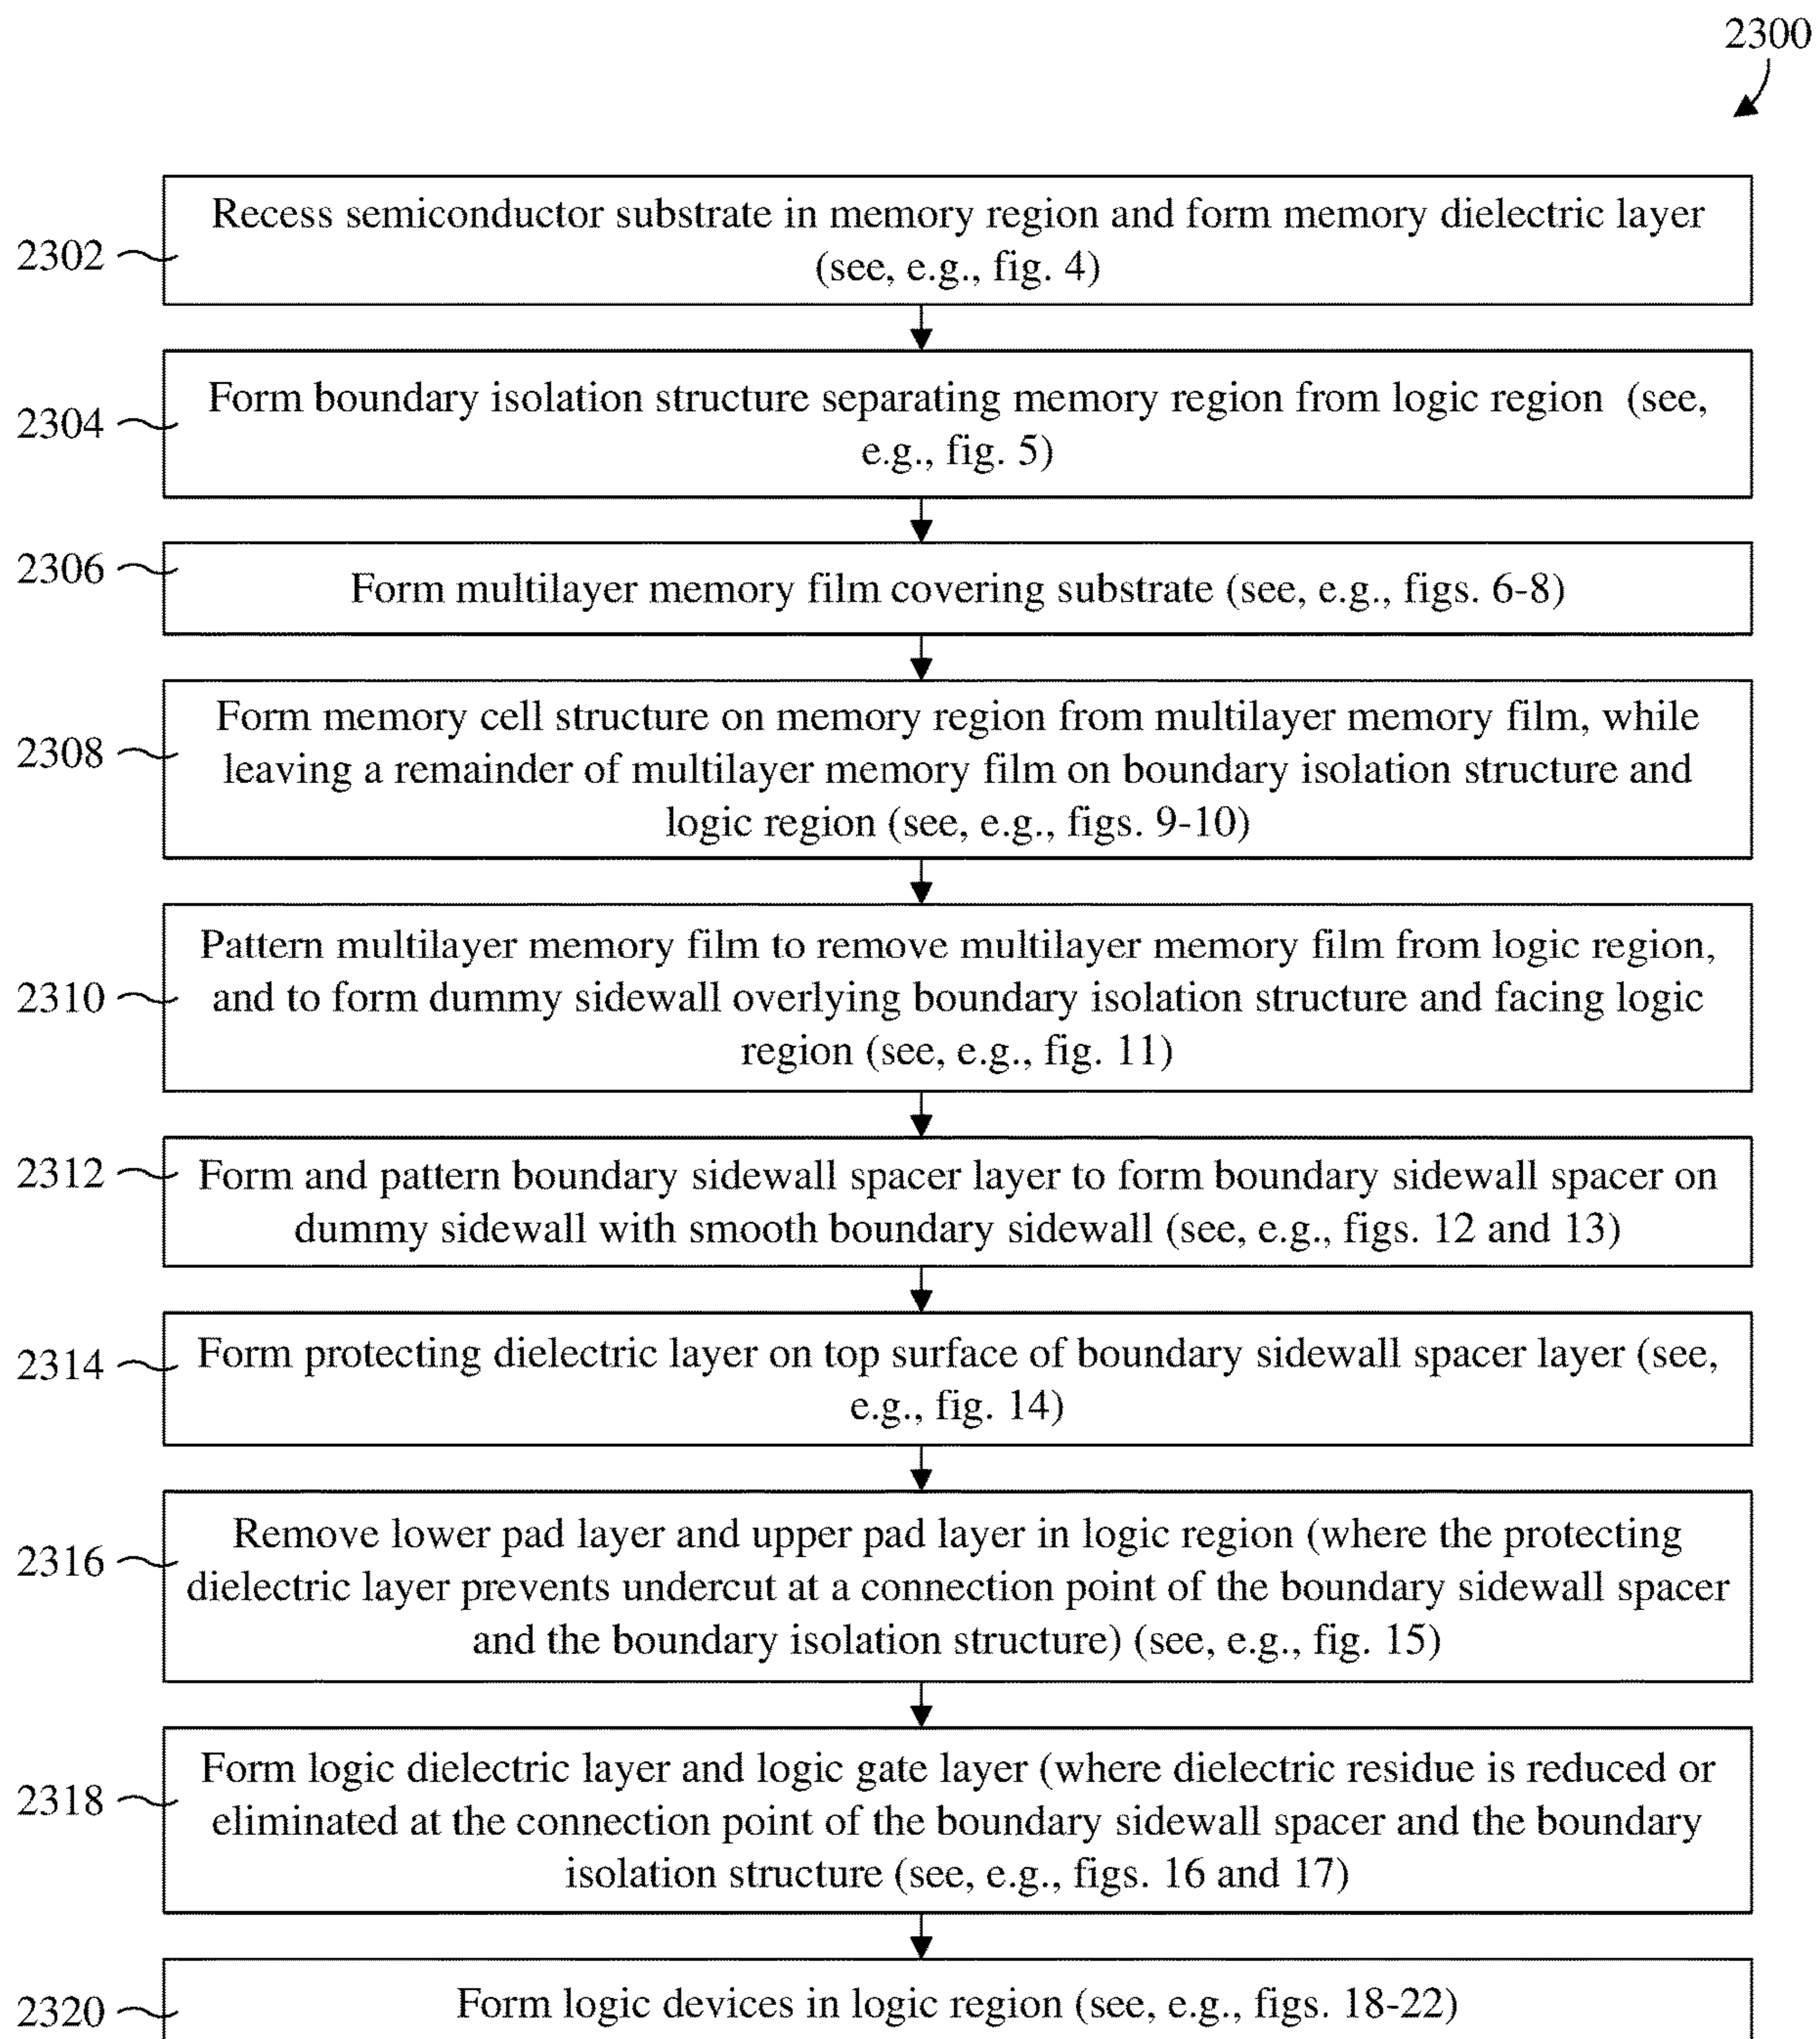 2300
Recess semiconductor substrate in memory region and form memory dielectric layer
(see, e.g., fig. 4)
2302
Form boundary isolation structure separating memory region from logic region (see,
e.g., fig. 5)
2304
2306
Form multilayer memory film covering substrate (see, e.g., figs. 6-8)
Form memory cell structure on memory region from multilayer memory film, while
leaving a remainder of multilayer memory film on boundary isolation structure and
logic region (see, e.g., figs. 9-10)
2308
Pattern multilayer memory film to remove multilayer memory film from logic region,
and to form dummy sidewall overlying boundary isolation structure and facing logic
region (see, e.g., fig. 11)
2310
2312
Form and pattern boundary sidewall spacer layer to form boundary sidewall spacer on
dummy sidewall with smooth boundary sidewall (see, e.g., figs. 12 and 13)
2314
Form protecting dielectric layer on top surface of boundary sidewall spacer layer (see,
e.g., fig. 14)
2316
Remove lower pad layer and upper pad layer in logic region (where the protecting
dielectric layer prevents undercut at a connection point of the boundary sidewall spacer
and the boundary isolation structure) (see, e.g., fig. 15)
2318
Form logic dielectric layer and logic gate layer (where dielectric residue is reduced or
eliminated at the connection point of the boundary sidewall spacer and the boundary
isolation structure (see, e.g., figs. 16 and 17)
2320
Form logic devices in logic region (see, e.g., figs. 18-22)